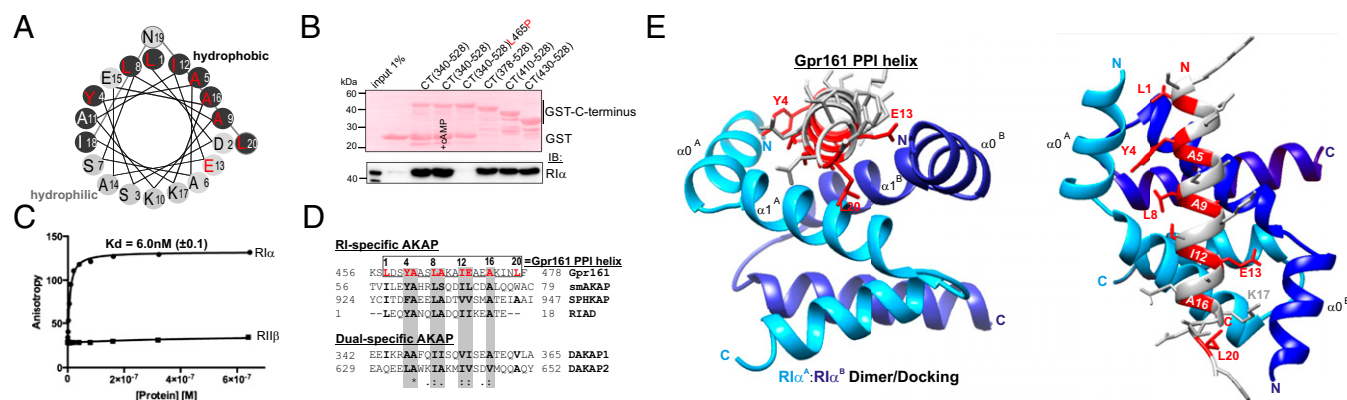 A
N19
hydrophobic
L8
L1
I12
E15
A5
Y4
A16
A11
A9
I18
L20
D2
S7
E13
hydrophilic
A14
A6
S3
K10
K17
B
input 1%
CT(340-528)
CT(340-528)
CT(340-528)L465P
CT(378-528)
CT(410-528)
CT(430-528)
kDa
60
40
30
20
+cAMP
GST-C-terminus
GST
IB:
40
RIα
C
Kd = 6.0nM (±0.1)
150
100
50
0
Anisotropy
RIα
RIIβ
0
2×10⁻⁷
4×10⁻⁷
6×10⁻⁷
[Protein] [M]
D
RI-specific AKAP
1 4 8 12 16 20 =Gpr161 PPI helix
456 KSLDSYAASLAKAIEAEAKINLF 478 Gpr161
56 TVIYAHRLSDILCDALQQWAC 79 smAKAP
924 YCITDFAEELADTVVSMATEIAAI 947 SPHKAP
1 --LEQYANQLADQIIKEATE-- 18 RIAD
Dual-specific AKAP
342 EEIKRAAFQIISQVISEATEQVLA 365 DAKAP1
629 AQEELAWKIAKMIVSDVMQQAQY 652 DAKAP2
* .:. :: .:
E
Gpr161 PPI helix
Y4
E13
N
N
α0ᴬ
α0ᴮ
α1ᴮ
α1ᴬ
L20
C
C
RIαᴬ:RIαᴮ Dimer/Docking
N
N
L1
α0ᴬ
Y4
A5
C
L8
A9
I12
E13
C
A16
K17
α0ᴮ
C
L20
N